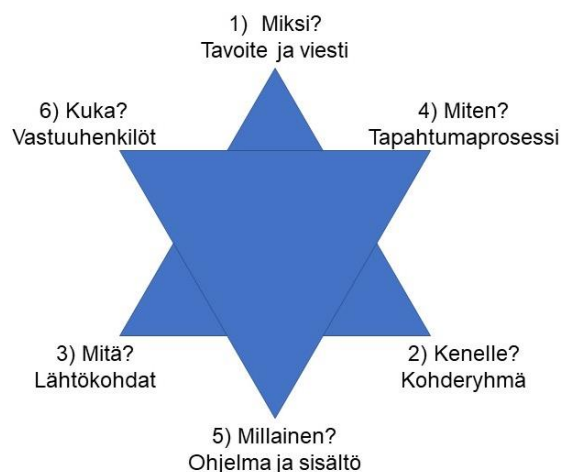 1) Miksi?
Tavoite ja viesti
6) Kuka?
Vastuuhenkilöt
4) Miten?
Tapahtumaprosessi
3) Mitä?
Lähtökohdat
2) Kenelle?
Kohderyhmä
5) Millainen?
Ohjelma ja sisältö